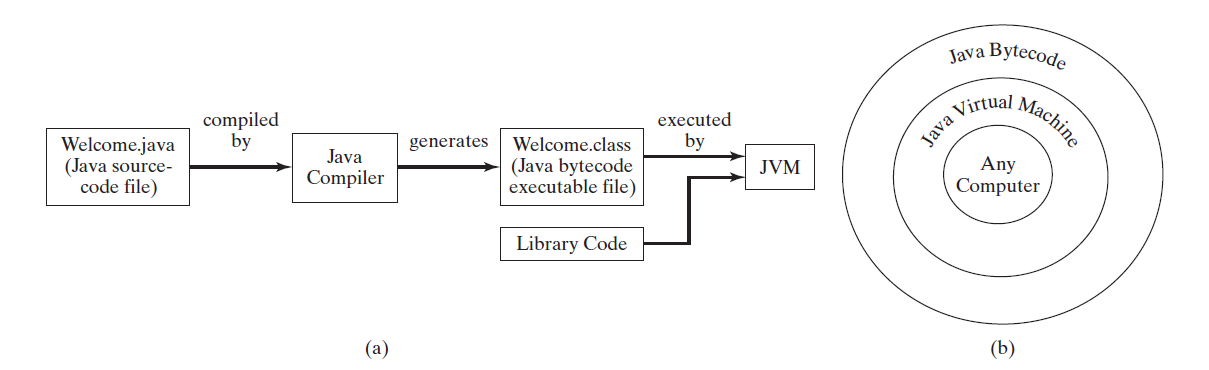 compiled
by
Welcome.java
(Java source-
code file)
Java
Compiler
generates
Welcome.class
(Java bytecode
executable file)
executed
by
JVM
Library Code
(a)
Java Bytecode
Java Virtual Machine
Any
Computer
(b)